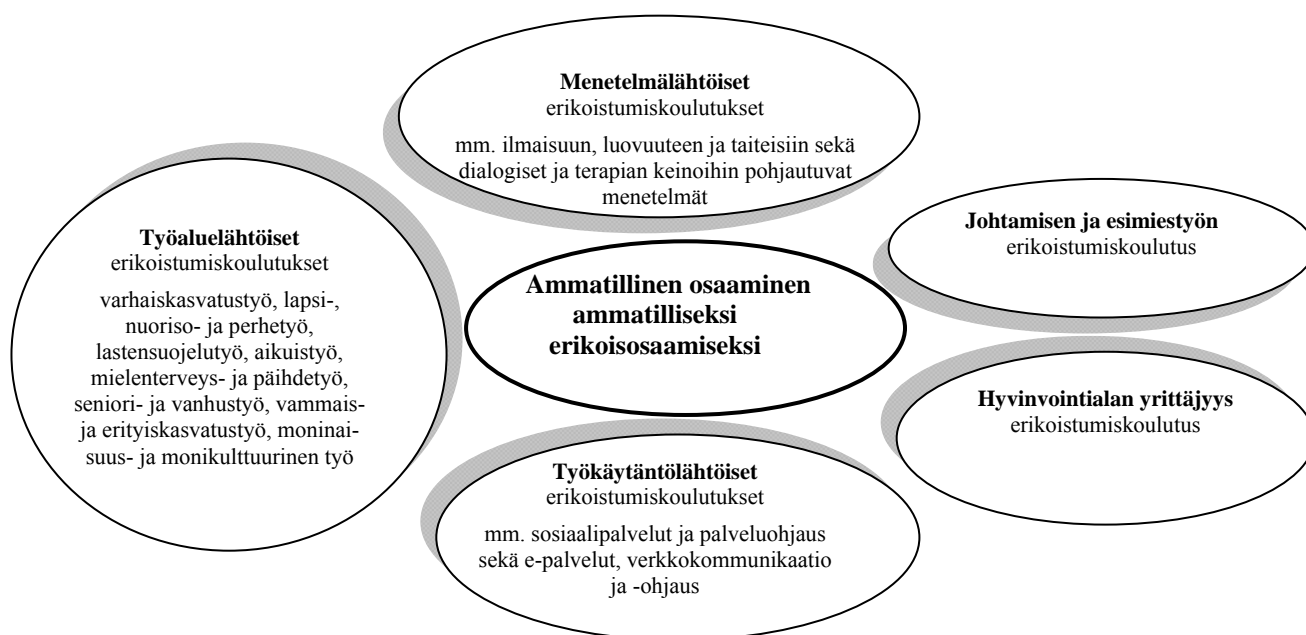 Menetelmälähtöiset
erikoistumiskoulutukset
mm. ilmaisuun, luovuuteen ja taiteisiin sekä
dialogiset ja terapian keinoihin pohjautuvat
menetelmät
Työaluelähtöiset
erikoistumiskoulutukset
varhaiskasvatustyö, lapsi-,
nuoriso- ja perhetyö,
lastensuojelutyö, aikuistyö,
mielenterveys- ja päihdetyö,
seniori- ja vanhustyö, vammais-
ja erityiskasvatustyö, moninai-
suus- ja monikulttuurinen työ
Ammatillinen osaaminen
ammatilliseksi
erikoisosaamiseksi
Johtamisen ja esimiestyön
erikoistumiskoulutus
Hyvinvointialan yrittäjyys
erikoistumiskoulutus
Työkäytäntölähtöiset
erikoistumiskoulutukset
mm. sosiaalipalvelut ja palveluohjaus
sekä e-palvelut, verkkokommunikaatio
ja -ohjaus